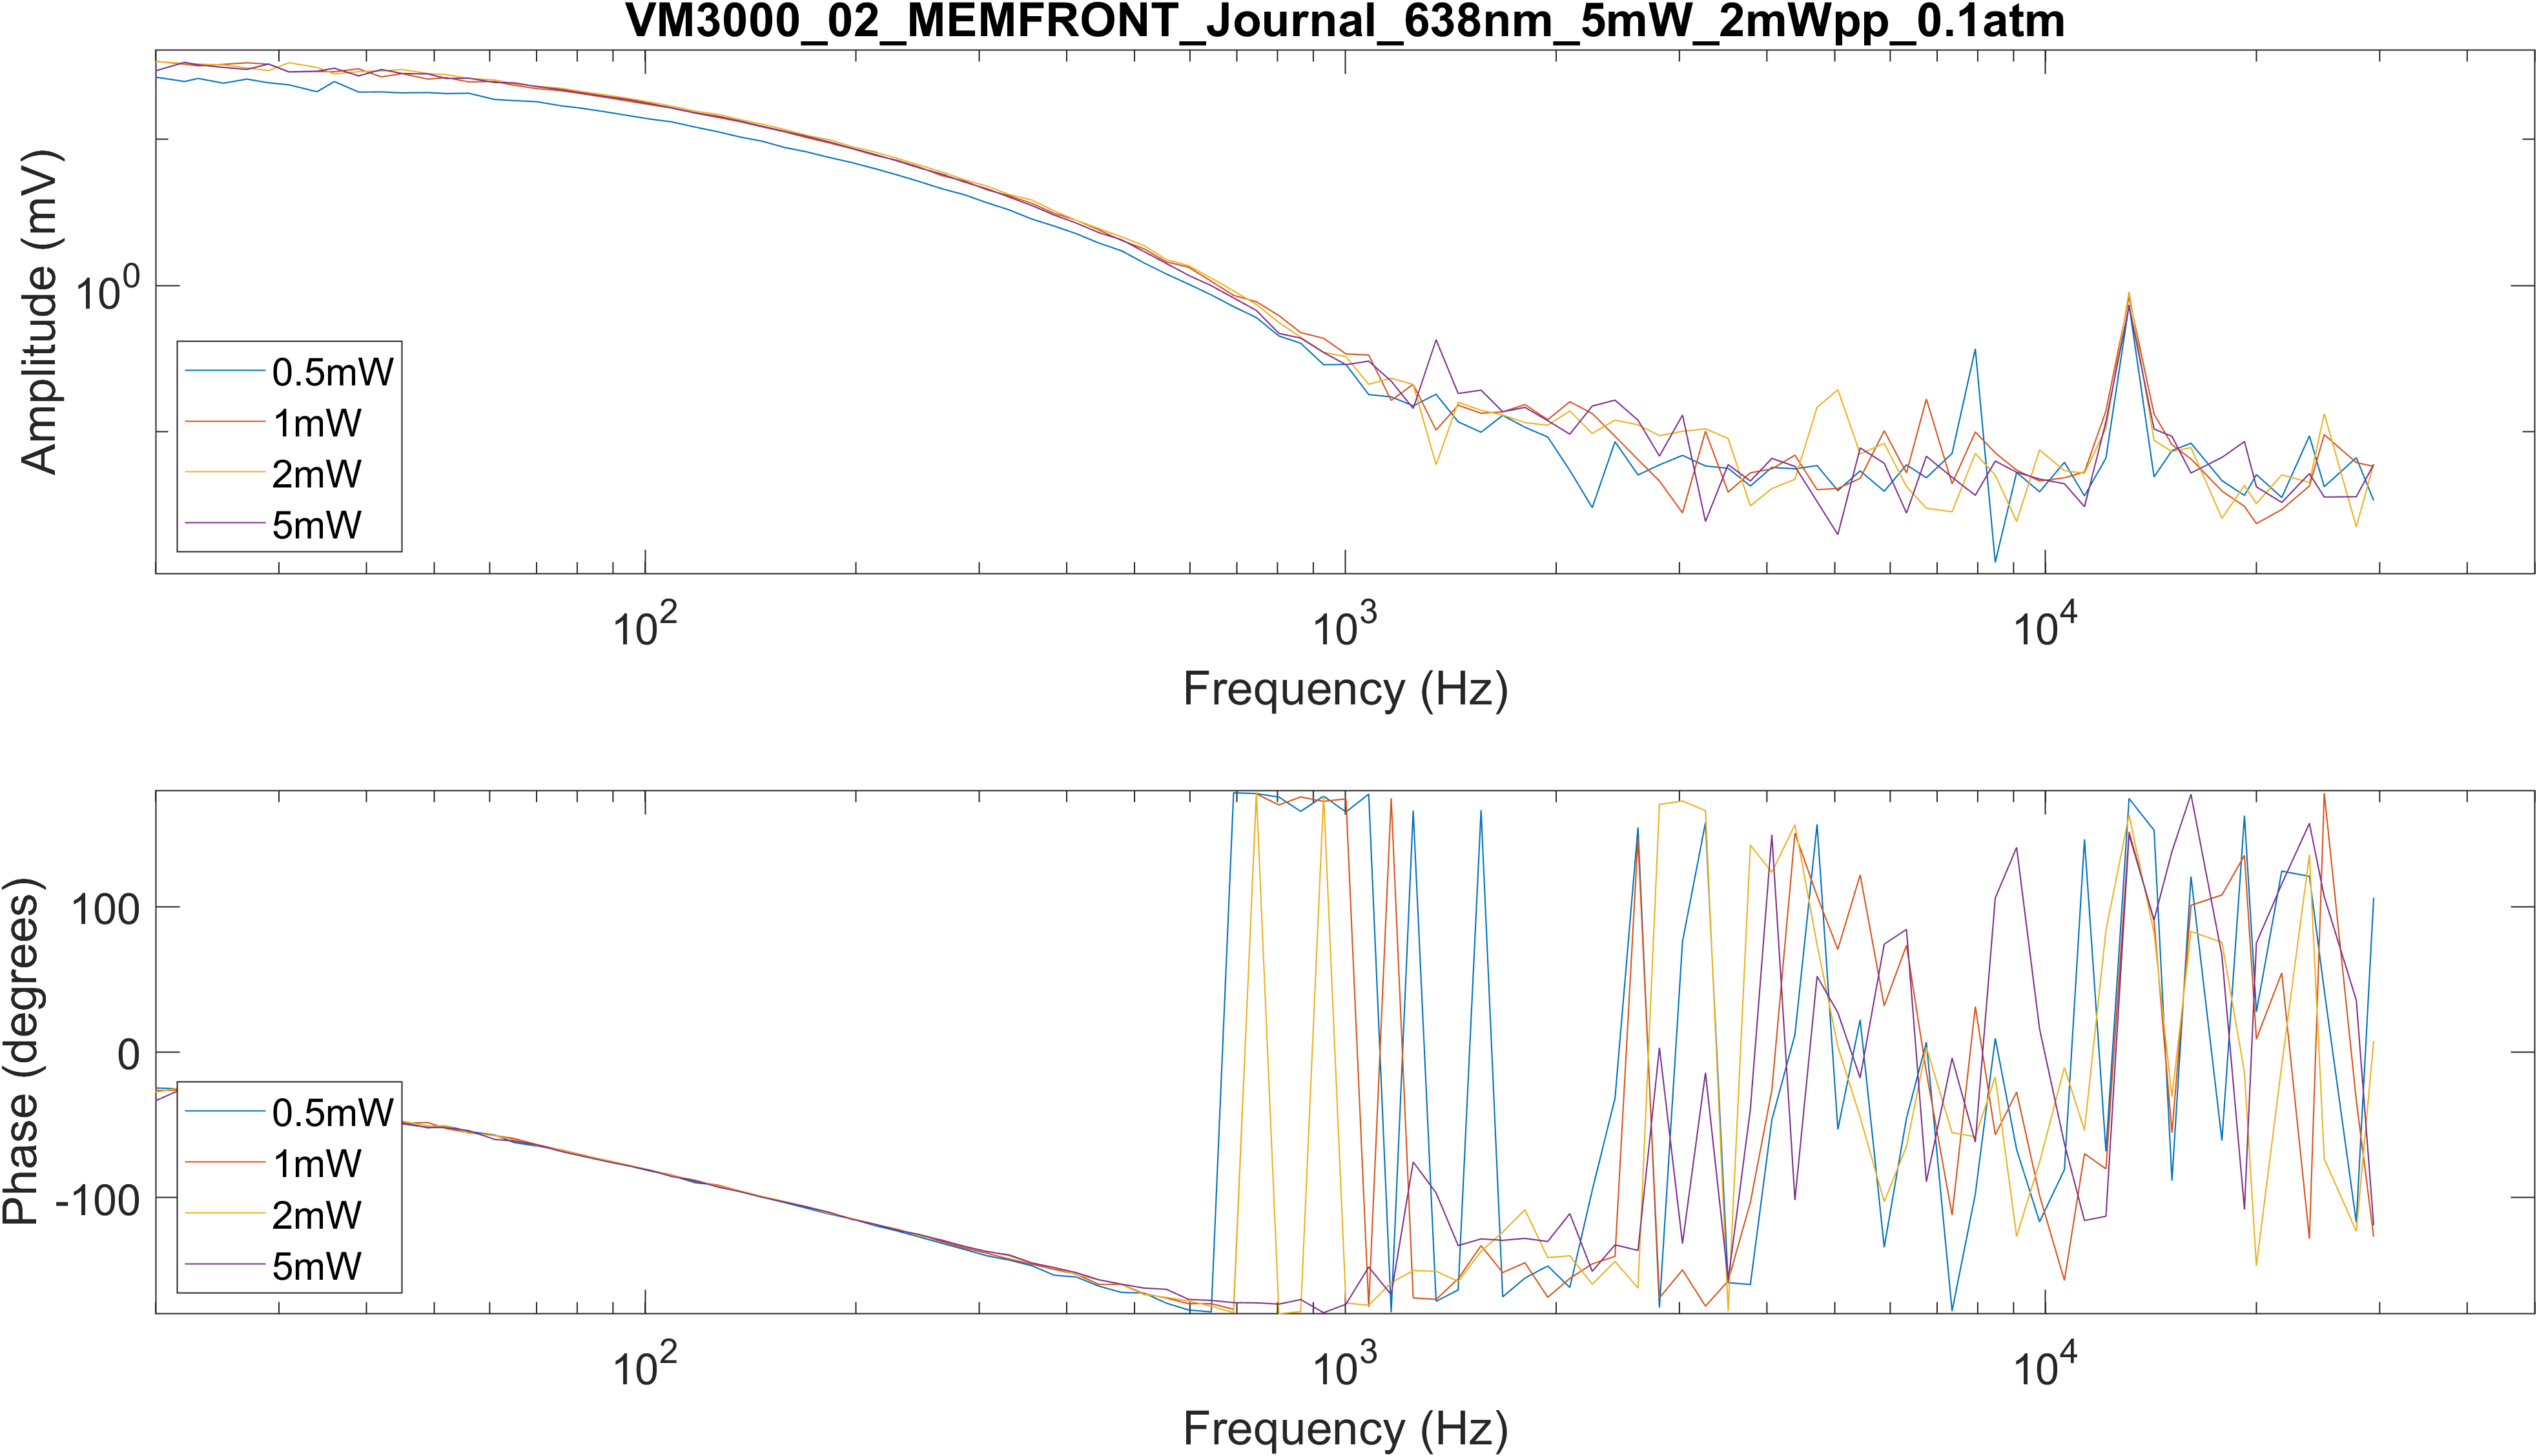 VM3000_02_MEMFRONT_Journal_638nm_5mW_2mWpp_0.1atm
Amplitude (mV)
10^0
0.5mW
1mW
2mW
5mW
10^2
10^3
10^4
Frequency (Hz)
Phase (degrees)
100
0
-100
0.5mW
1mW
2mW
5mW
10^2
10^3
10^4
Frequency (Hz)